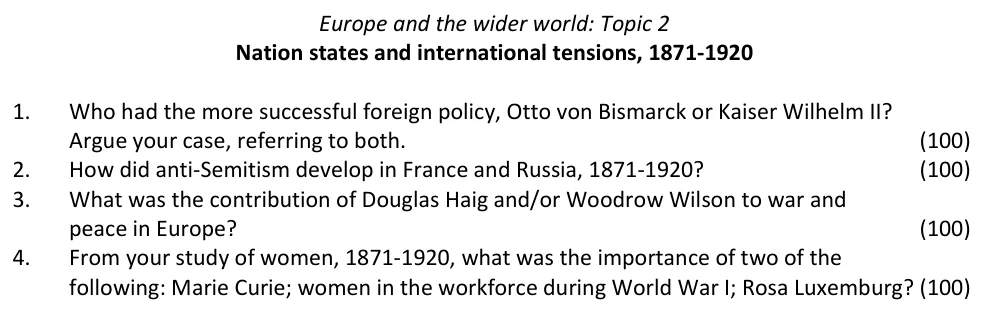 Europe and the wider world: Topic 2
Nation states and international tensions, 1871-1920
1. Who had the more successful foreign policy, Otto von Bismarck or Kaiser Wilhelm II?
Argue your case, referring to both. (100)
2. How did anti-Semitism develop in France and Russia, 1871-1920? (100)
3. What was the contribution of Douglas Haig and/or Woodrow Wilson to war and
peace in Europe? (100)
4. From your study of women, 1871-1920, what was the importance of two of the
following: Marie Curie; women in the workforce during World War I; Rosa Luxemburg? (100)